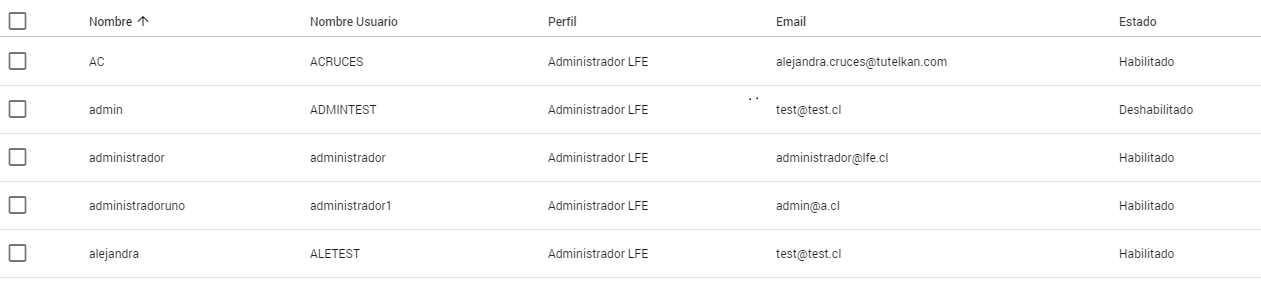 Nombre Nombre Usuario Perfil Email Estado
AC ACRUCES Administrador LFE alejandra.cruces@tutelkan.com Habilitado
admin ADMINTEST Administrador LFE test@test.cl Deshabilitado
administrador administrador Administrador LFE administrador@lfe.cl Habilitado
administradoruno administrador1 Administrador LFE admin@a.cl Habilitado
alejandra ALETEST Administrador LFE test@test.cl Habilitado